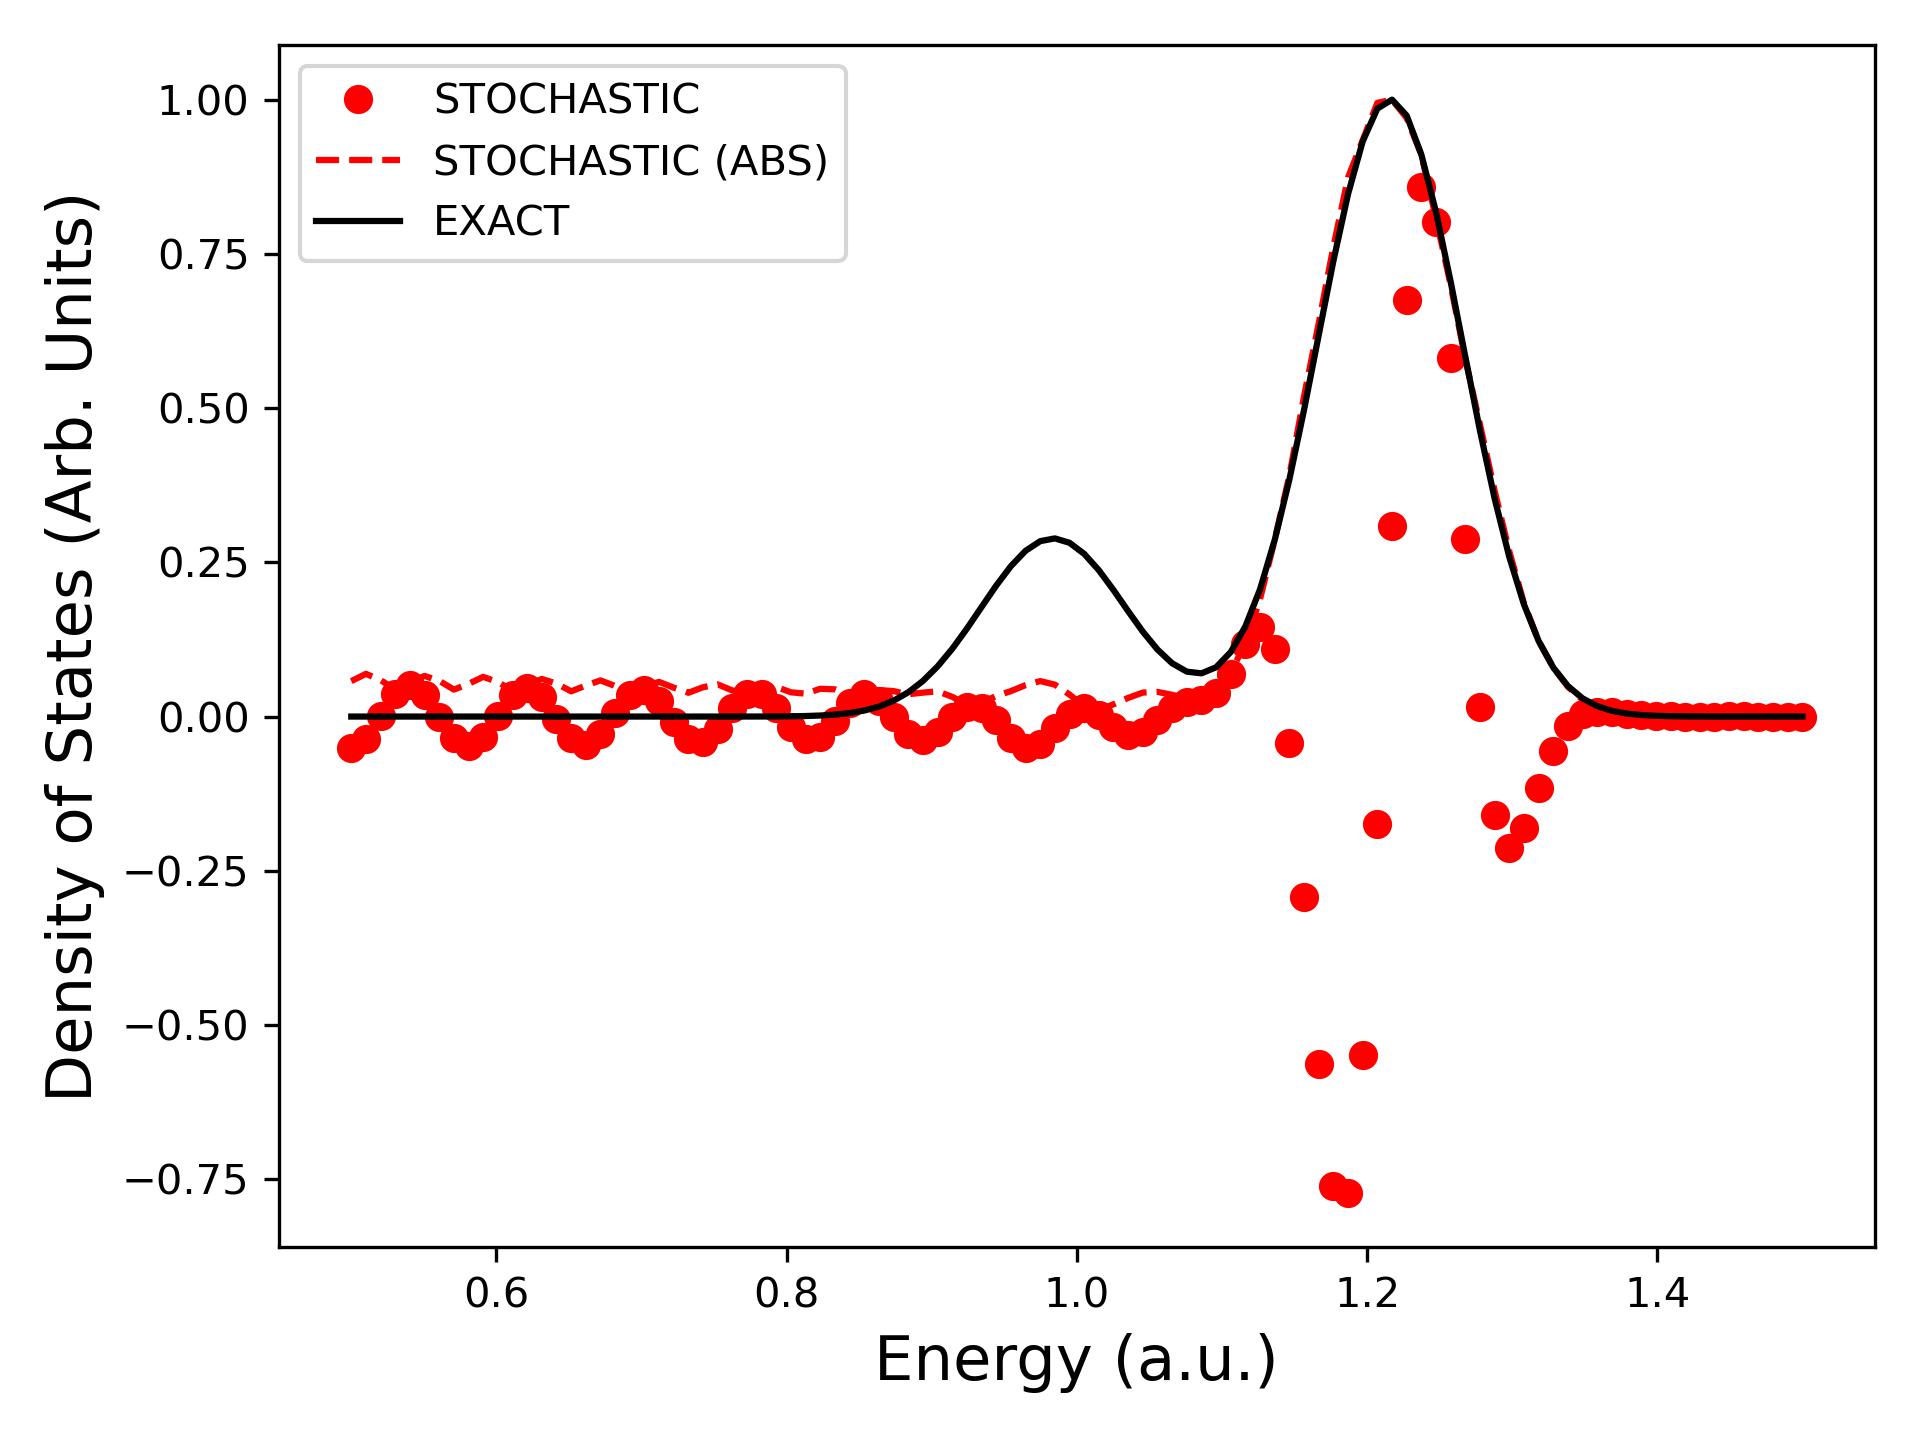 STOCHASTIC
STOCHASTIC (ABS)
EXACT
Density of States (Arb. Units)
1.00
0.75
0.50
0.25
0.00
−0.25
−0.50
−0.75
0.6 0.8 1.0 1.2 1.4
Energy (a.u.)